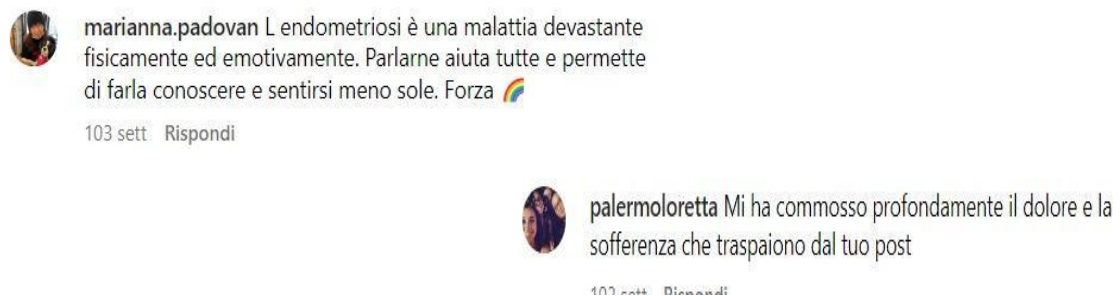 marianna.padovan L endometriosi è una malattia devastante
fisicamente ed emotivamente. Parlarne aiuta tutte e permette
di farla conoscere e sentirsi meno sole. Forza 🌈
103 sett Rispondi
palermoloretta Mi ha commosso profondamente il dolore e la
sofferenza che traspaiono dal tuo post
Rispondi